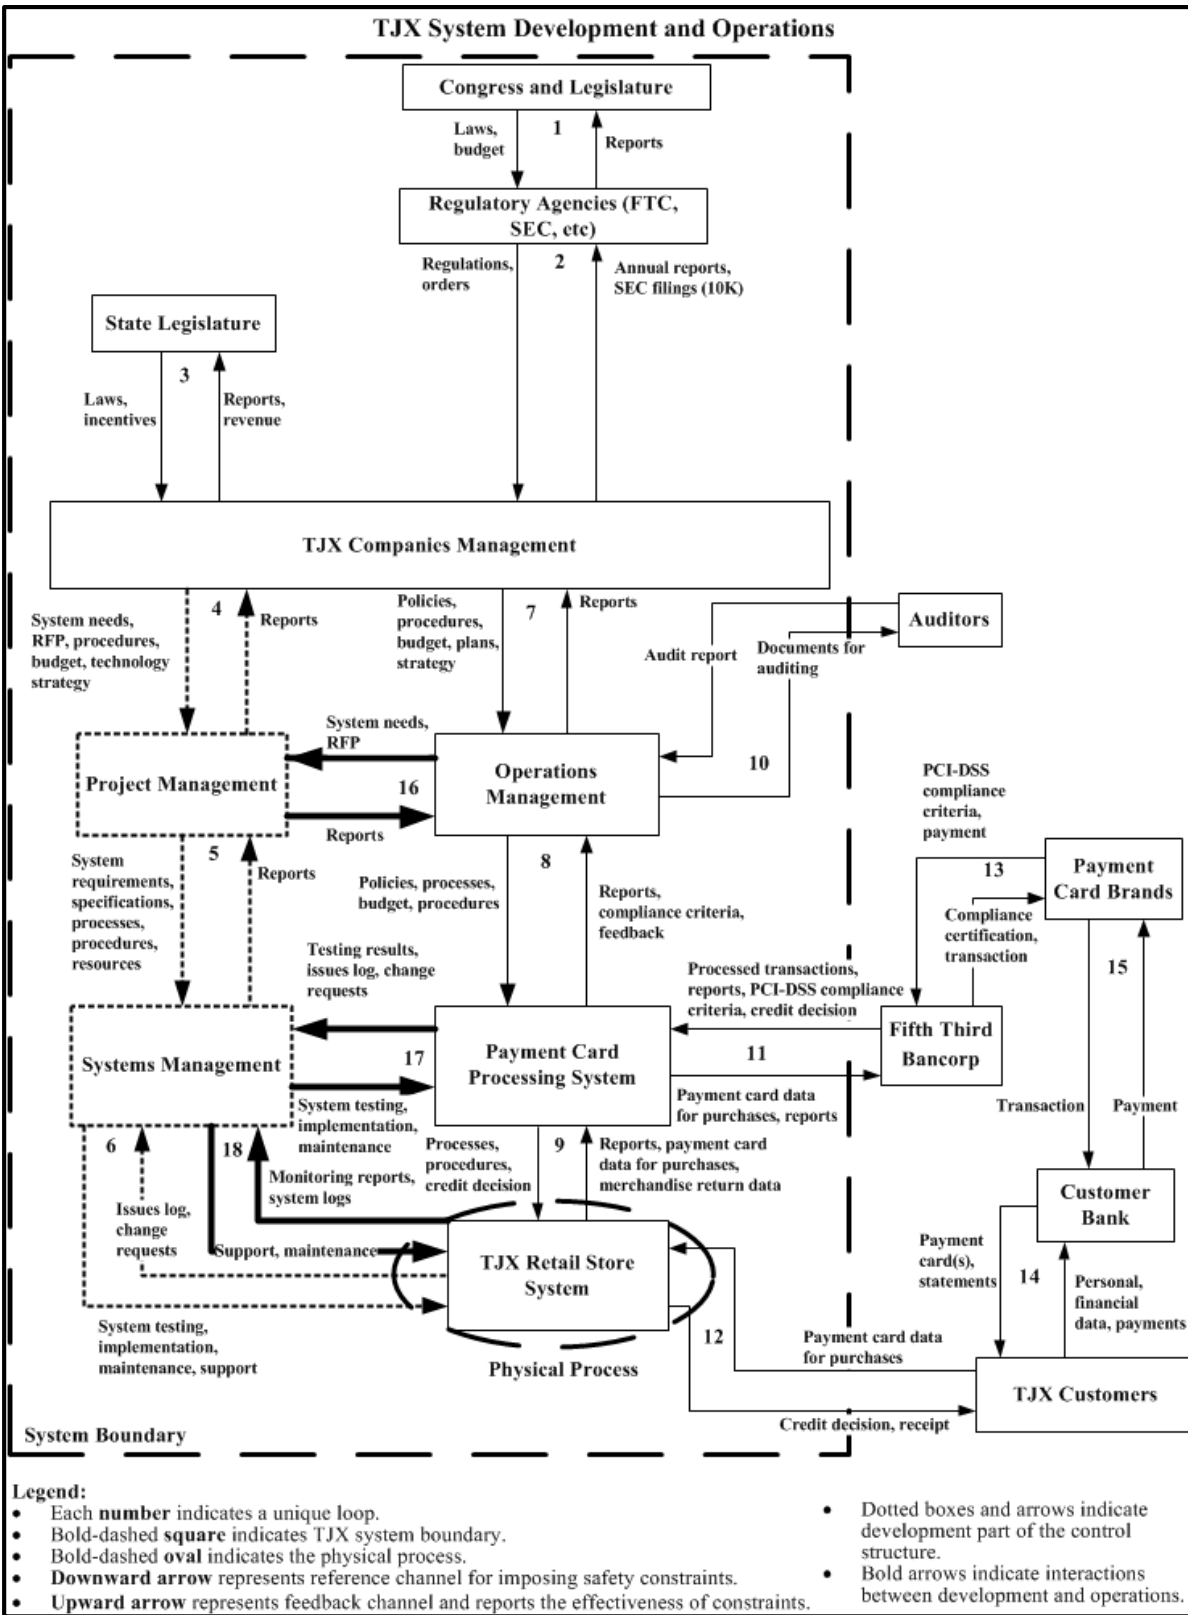 TJX System Development and Operations
Congress and Legislature
Laws,
budget
1
Reports
Regulatory Agencies (FTC,
SEC, etc)
Regulations,
orders
2
Annual reports,
SEC filings (10K)
State Legislature
3
Laws,
incentives
Reports,
revenue
TJX Companies Management
System needs,
RFP, procedures,
budget, technology
strategy
4
Reports
Policies,
procedures,
budget, plans,
strategy
7
Reports
Auditors
Audit report
Documents for
auditing
10
System needs,
RFP
Project Management
16
Reports
Operations
Management
PCI-DSS
compliance
criteria,
payment
13
Payment
Card Brands
System
requirements,
specifications,
processes,
procedures,
resources
5
Reports
Policies, processes,
budget, procedures
8
Reports,
compliance criteria,
feedback
Compliance
certification,
transaction
15
Testing results,
issues log, change
requests
Processed transactions,
reports, PCI-DSS compliance
criteria, credit decision
Systems Management
17
Payment Card
Processing System
11
Fifth Third
Bancorp
System testing,
implementation,
maintenance
Payment card data
for purchases, reports
Transaction
Payment
6
18
Monitoring reports,
system logs
Processes,
procedures,
credit decision
9
Reports, payment card
data for purchases,
merchandise return data
Issues log,
change
requests
Support, maintenance
TJX Retail Store
System
Customer
Bank
Payment
card(s),
statements
14
Personal,
financial
data, payments
System testing,
implementation,
maintenance, support
Physical Process
12
Payment card data
for purchases
TJX Customers
Credit decision, receipt
System Boundary
Legend:
• Each number indicates a unique loop.
• Bold-dashed square indicates TJX system boundary.
• Bold-dashed oval indicates the physical process.
• Downward arrow represents reference channel for imposing safety constraints.
• Upward arrow represents feedback channel and reports the effectiveness of constraints.
• Dotted boxes and arrows indicate
development part of the control
structure.
• Bold arrows indicate interactions
between development and operations.